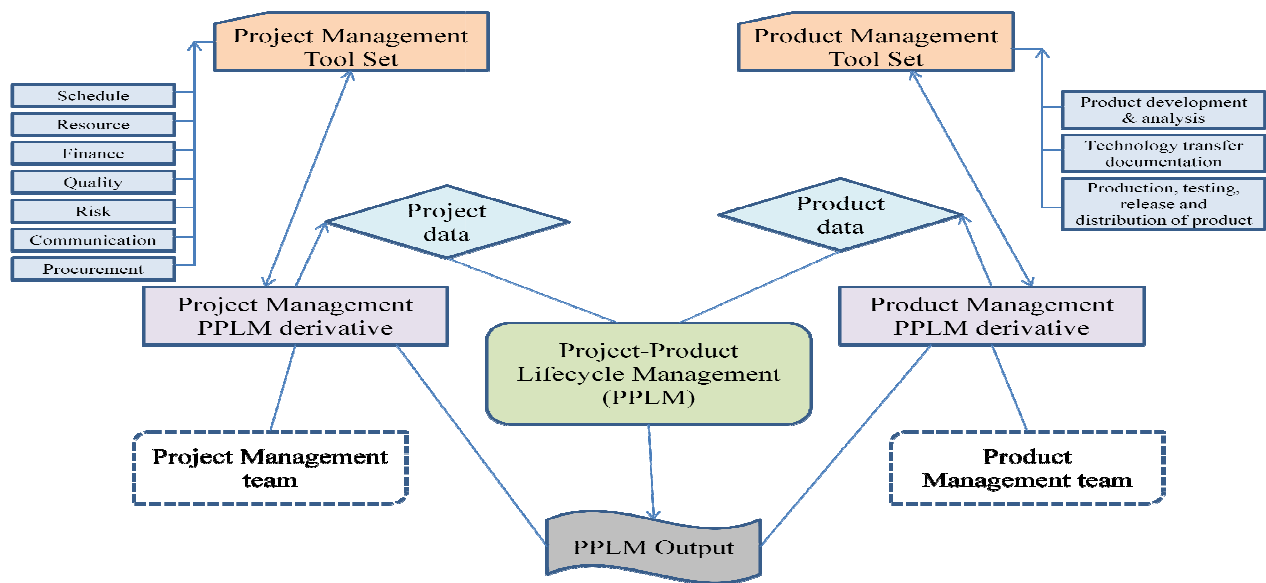 Project Management
Tool Set
Product Management
Tool Set
Schedule
Resource
Finance
Quality
Risk
Communication
Procurement
Product development
& analysis
Technology transfer
documentation
Production, testing,
release and
distribution of product
Project
data
Product
data
Project Management
PPLM derivative
Product Management
PPLM derivative
Project-Product
Lifecycle Management
(PPLM)
Project Management
team
Product
Management team
PPLM Output